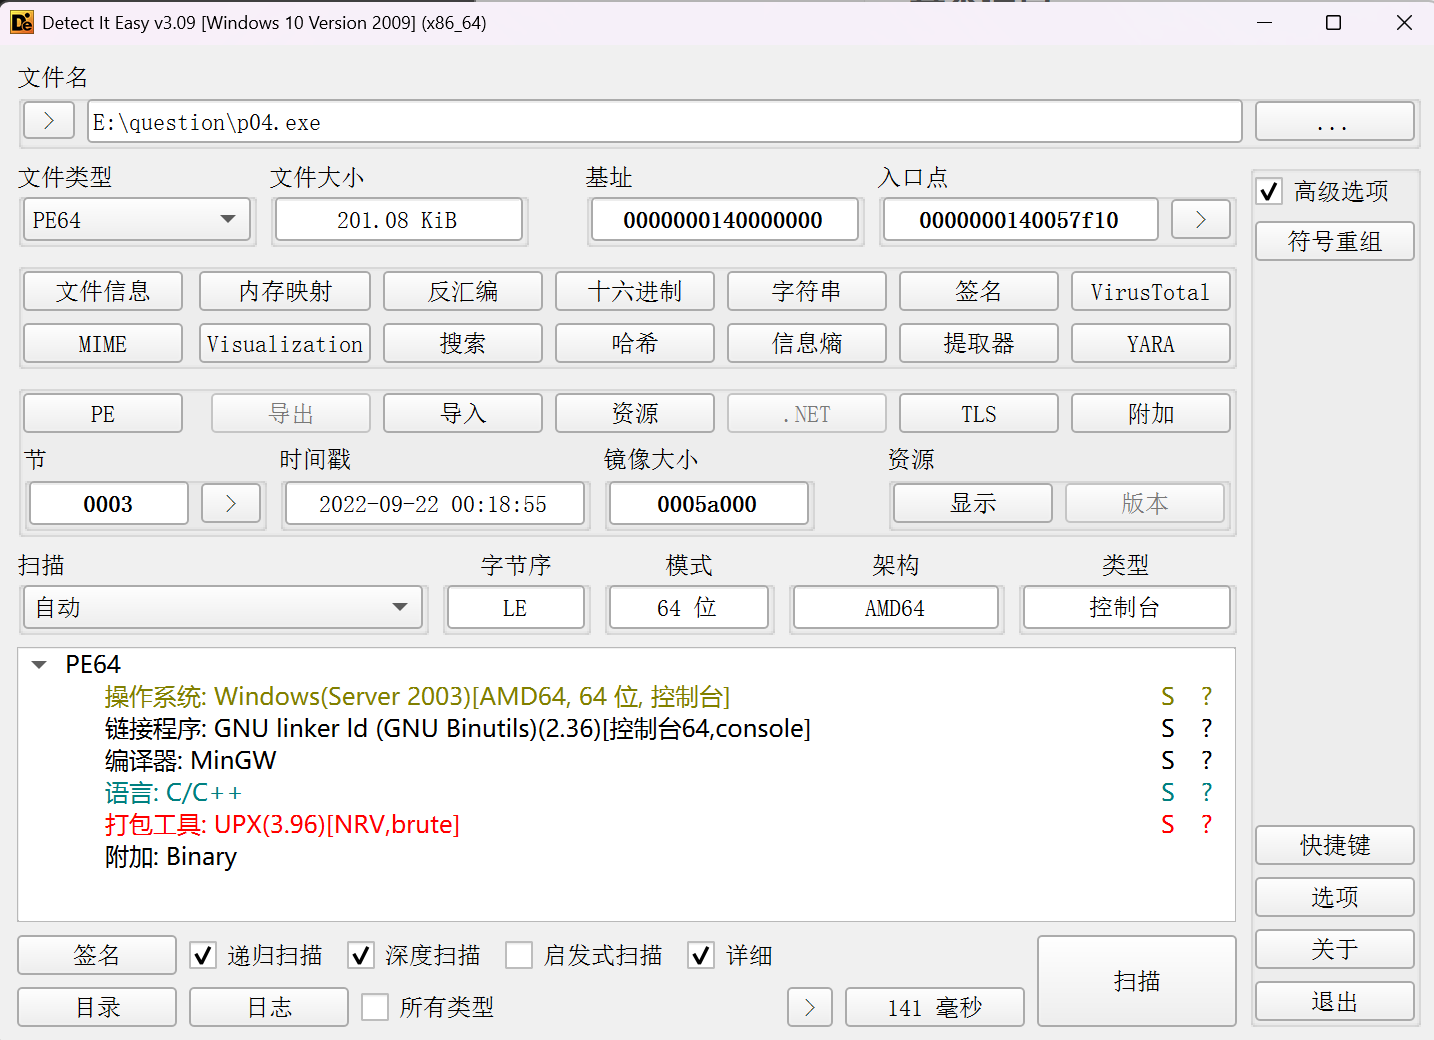 Detect It Easy v3.09 [Windows 10 Version 2009] (x86_64)
文件名
> E:\question\p04.exe ...
文件类型 文件大小 基址 入口点
PE64 201.08 KiB 0000000140000000 0000000140057f10 >
高级选项
符号重组
文件信息 内存映射 反汇编 十六进制 字符串 签名 VirusTotal
MIME Visualization 搜索 哈希 信息熵 提取器 YARA
PE 导出 导入 资源 .NET TLS 附加
节 时间戳 镜像大小 资源
0003 > 2022-09-22 00:18:55 0005a000 显示 版本
扫描 字节序 模式 架构 类型
自动 LE 64 位 AMD64 控制台
PE64
操作系统: Windows(Server 2003)[AMD64, 64 位, 控制台] S ?
链接程序: GNU linker ld (GNU Binutils)(2.36)[控制台64,console] S ?
编译器: MinGW S ?
语言: C/C++ S ?
打包工具: UPX(3.96)[NRV,brute] S ?
附加: Binary
快捷键
选项
关于
退出
签名 递归扫描 深度扫描 启发式扫描 详细
扫描
目录 日志 所有类型 > 141 毫秒